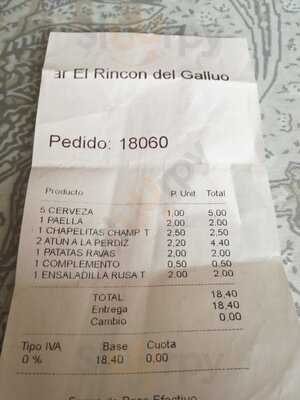 ar El Rincon del Galluo
Pedido: 18060
Producto P. Unit. Total
5 CERVEZA 1,00 5,00
1 PAELLA 2,00 2,00
1 CHAPELITAS CHAMP. T 2,50 2,50
2 ATUN A LA PERDIZ 2,20 4,40
1 PATATAS RAVAS 2,00 2,00
1 COMPLEMENTO 0,50 0,50
1 ENSALADILLA RUSA T 2,00 2,00
TOTAL 18,40
Entrega 18,40
Cambio 0,00
Tipo IVA Base Cuota
0 % 18,40 0,00